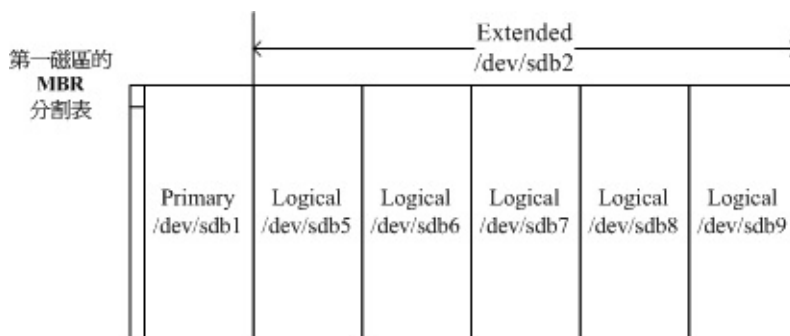 Extended
/dev/sdb2
第一磁區的
MBR
分割表
Primary
/dev/sdb1
Logical
/dev/sdb5
Logical
/dev/sdb6
Logical
/dev/sdb7
Logical
/dev/sdb8
Logical
/dev/sdb9